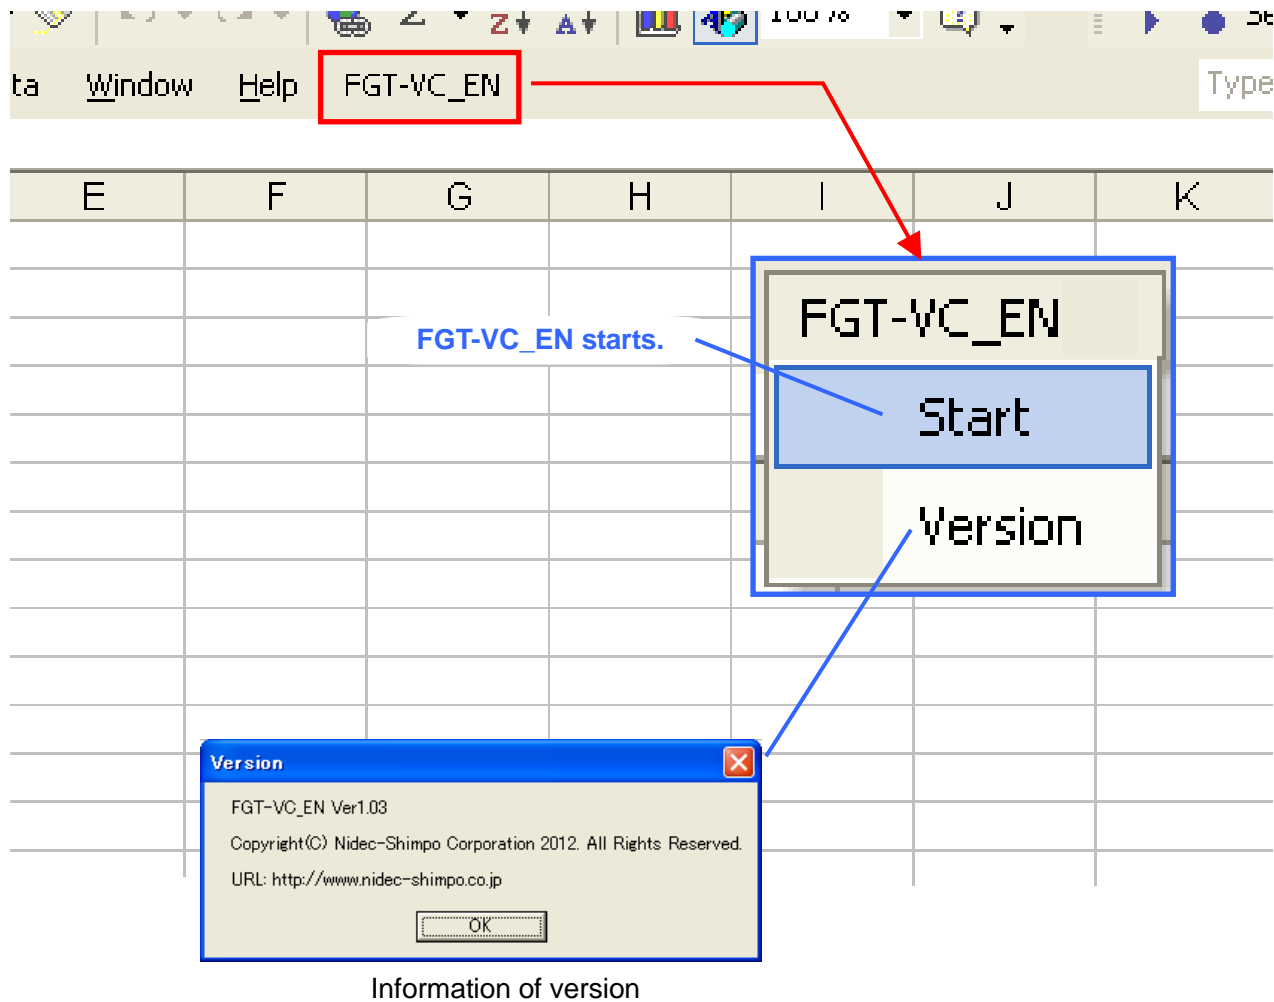 100%
ta Window Help FGT-VC_EN Type
E F G H I J K
FGT-VC_EN
FGT-VC_EN starts.
Start
Version
Version
FGT-VC_EN Ver1.03
Copyright(C) Nidec-Shimpo Corporation 2012. All Rights Reserved.
URL: http://www.nidec-shimpo.co.jp
OK
Information of version